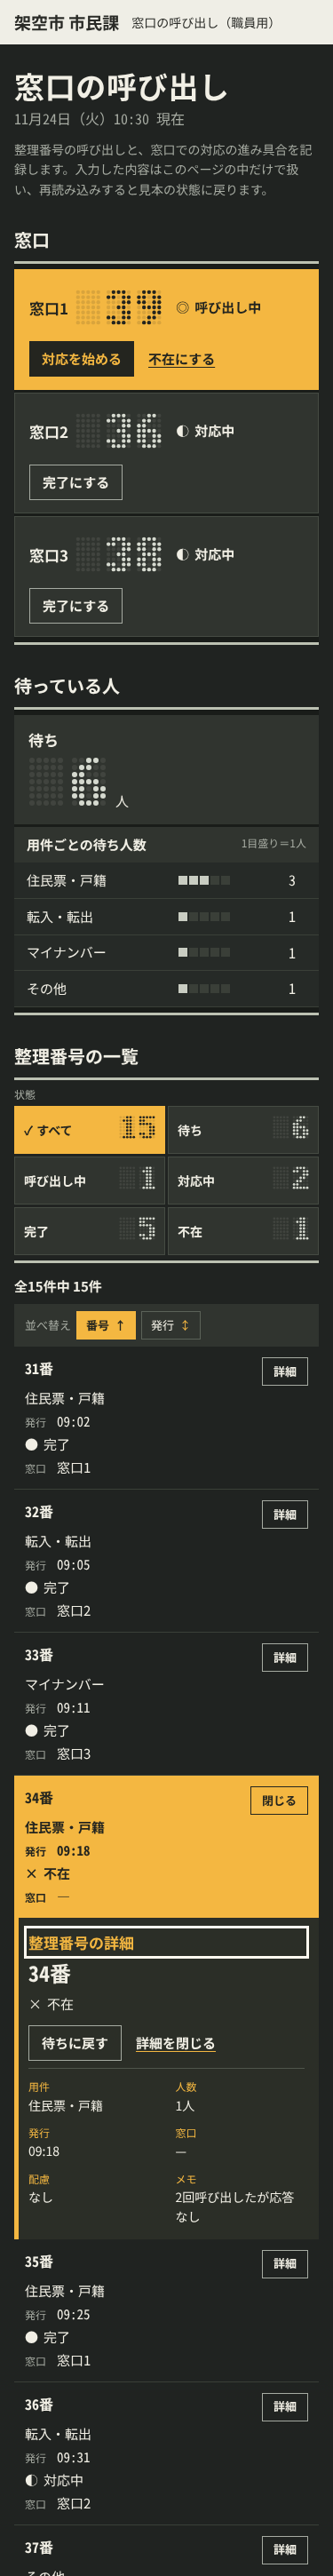 架空市 市民課 窓口の呼び出し（職員用）
窓口の呼び出し
11月24日（火）10:30 現在
整理番号の呼び出しと、窓口での対応の進み具合を記
録します。入力した内容はこのページの中だけで扱
い、再読み込みすると見本の状態に戻ります。
窓口
窓口1 39 ◎ 呼び出し中
対応を始める 不在にする
窓口2 36 ◐ 対応中
完了にする
窓口3 38 ◐ 対応中
完了にする
待っている人
待ち
6 人
用件ごとの待ち人数 1目盛り＝1人
住民票・戸籍 3
転入・転出 1
マイナンバー 1
その他 1
整理番号の一覧
状態
✓ すべて 15 待ち 6
呼び出し中 1 対応中 2
完了 5 不在 1
全15件中 15件
並べ替え 番号 ↑ 発行 ↕
31番 詳細
住民票・戸籍
発行 09:02
● 完了
窓口 窓口1
32番 詳細
転入・転出
発行 09:05
● 完了
窓口 窓口2
33番 詳細
マイナンバー
発行 09:11
● 完了
窓口 窓口3
34番 閉じる
住民票・戸籍
発行 09:18
× 不在
窓口 —
整理番号の詳細
34番
× 不在
待ちに戻す 詳細を閉じる
用件 人数
住民票・戸籍 1人
発行 窓口
09:18 —
配慮 メモ
なし 2回呼び出したが応答
なし
35番 詳細
住民票・戸籍
発行 09:25
● 完了
窓口 窓口1
36番 詳細
転入・転出
発行 09:31
◐ 対応中
窓口 窓口2
37番 詳細